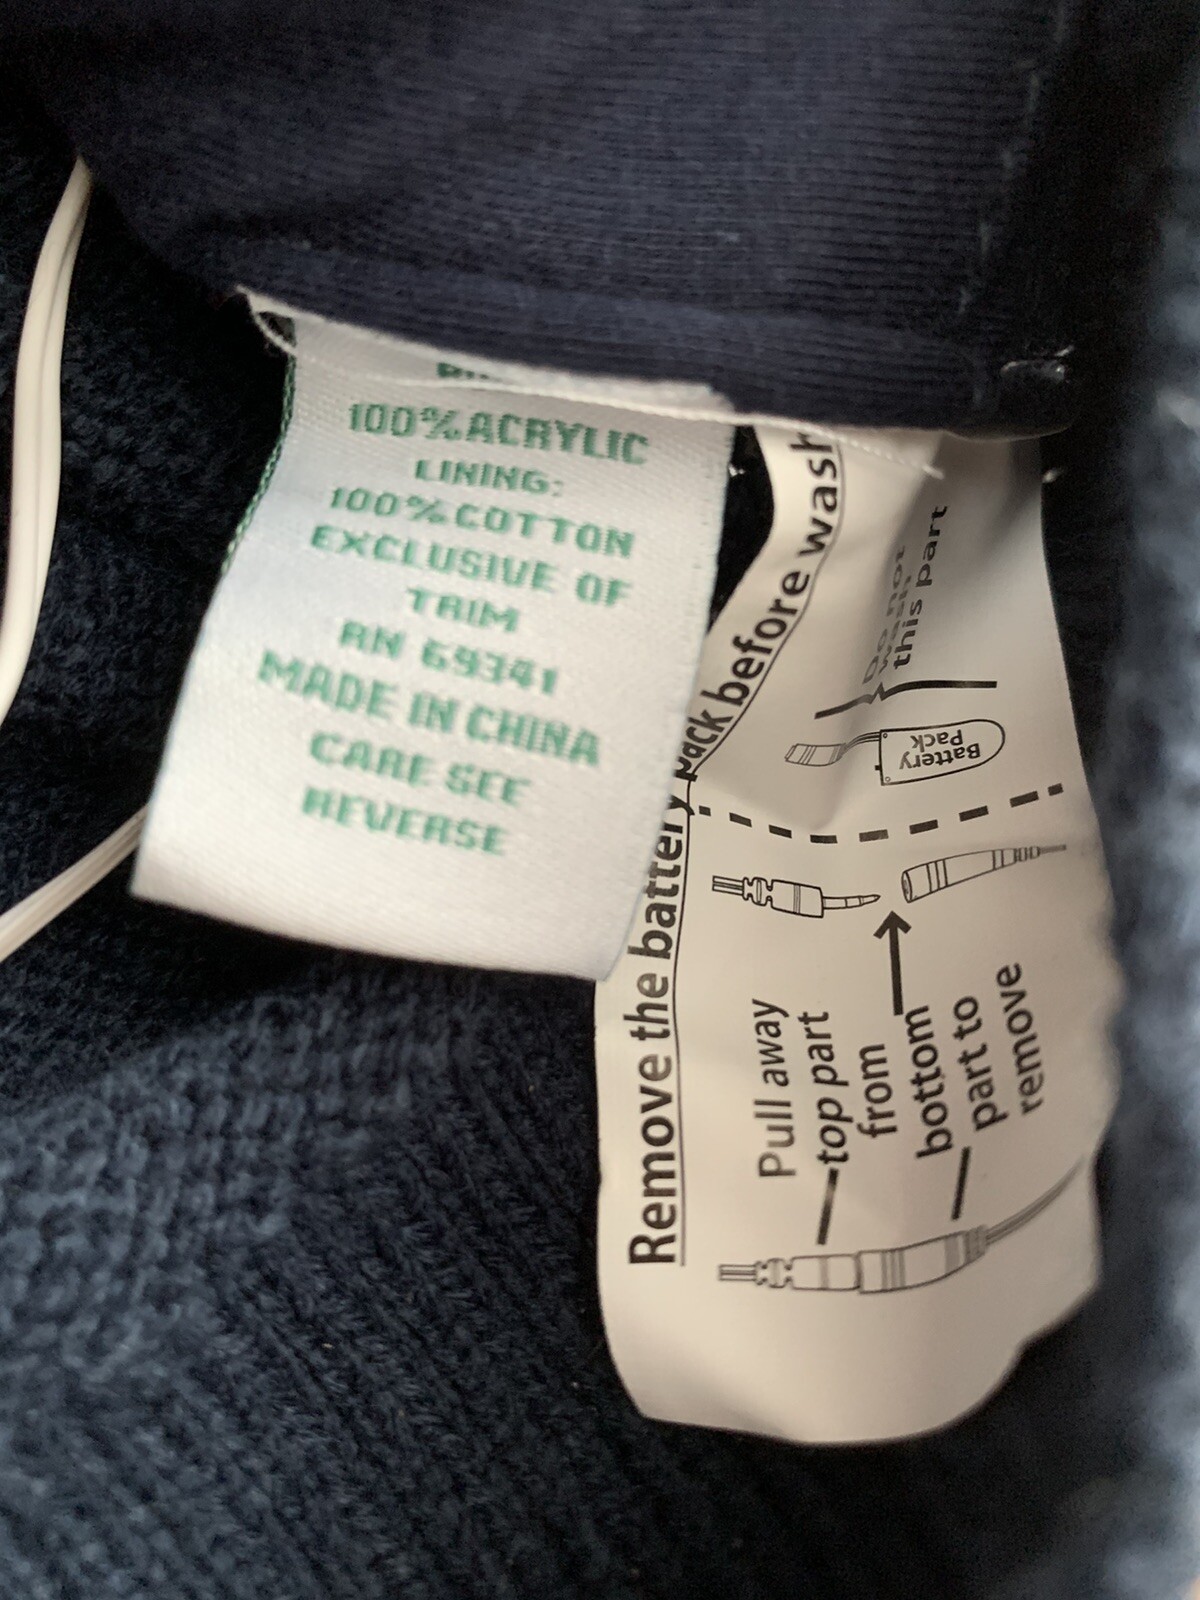 100% ACRYLIC
LINING:
100% COTTON
EXCLUSIVE OF
TRIM
RN 69341
MADE IN CHINA
CARE SEE
REVERSE
Remove the battery pack before wash
Do not
wash
this part
Battery
Pack
Pull away
top part
from
bottom
part to
remove